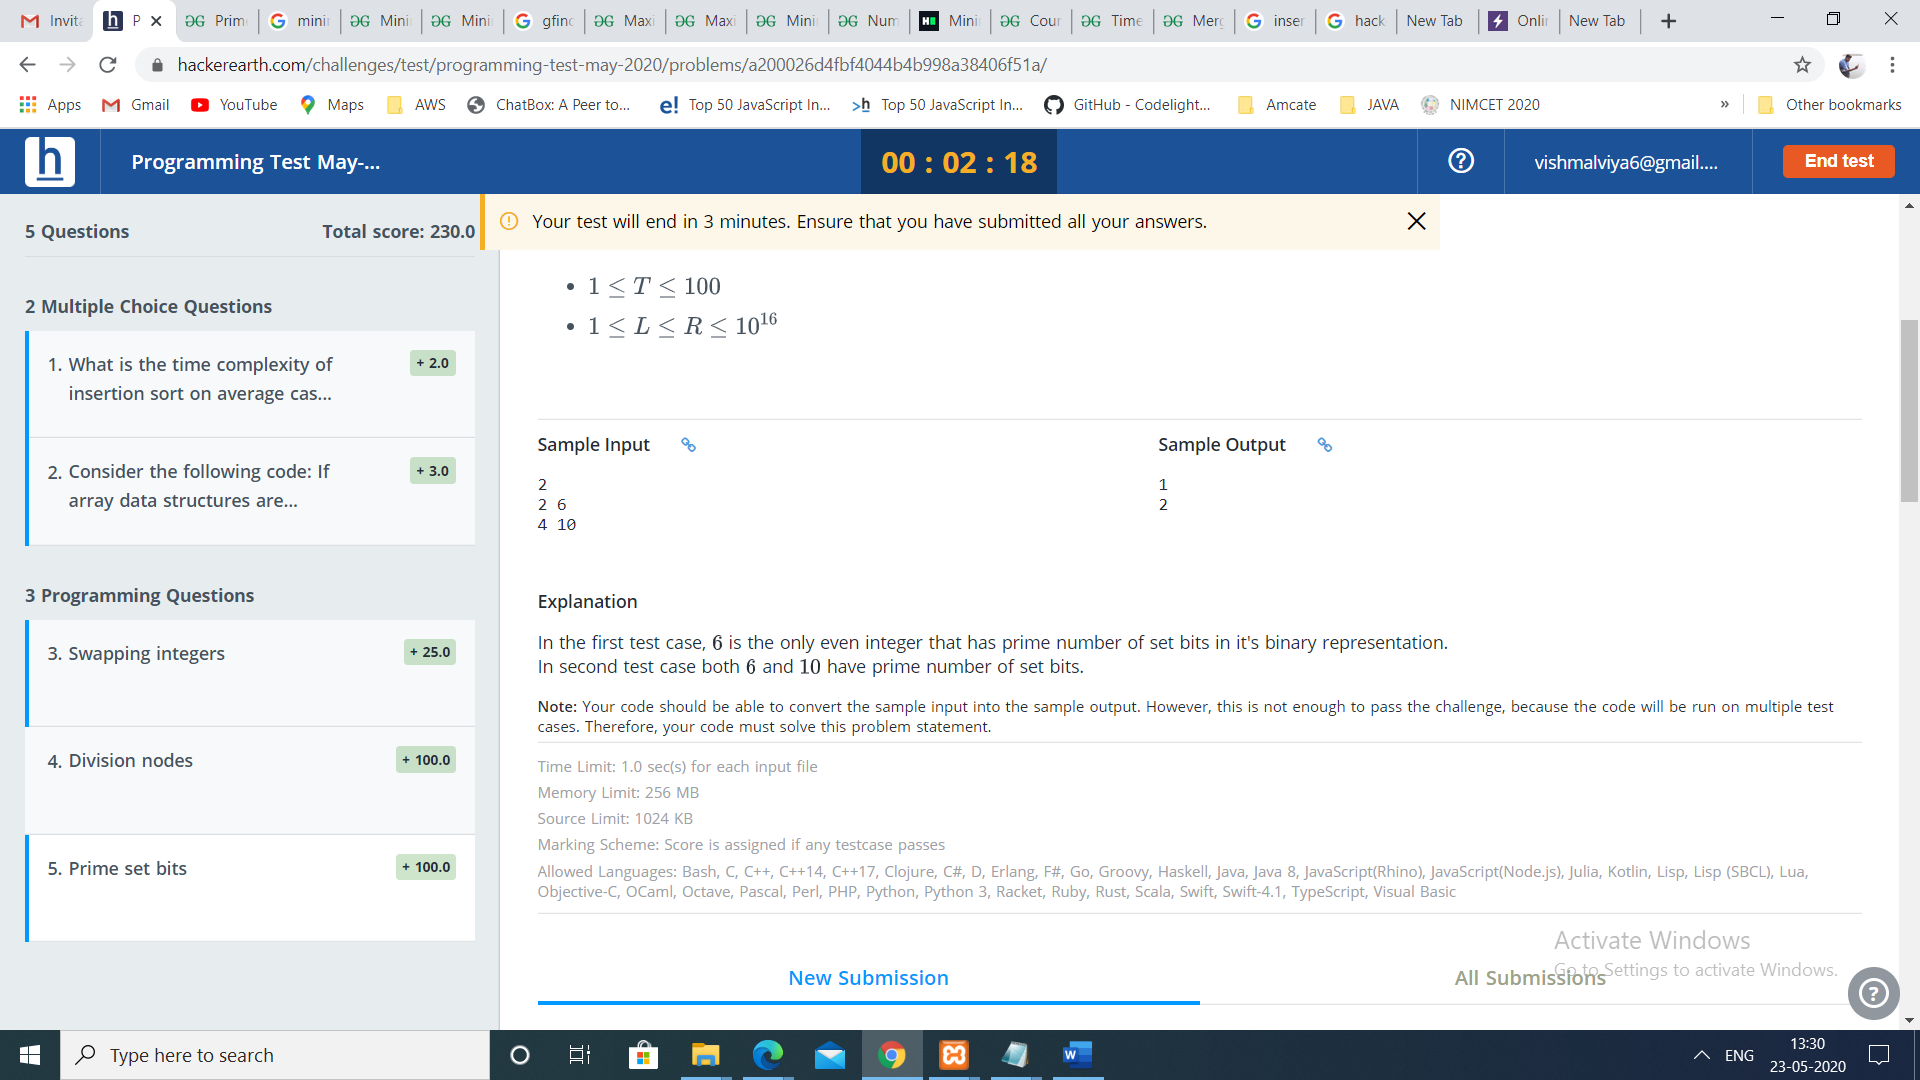 Invita
P
Prim
minin
Mini
Mini
gfind
Maxi
Maxi
Mini
Num
Mini
Coun
Time
Merg
inser
hack
New Tab
Onlin
New Tab
hackerearth.com/challenges/test/programming-test-may-2020/problems/a200026d4fbf4044b4b998a38406f51a/
Apps
Gmail
YouTube
Maps
AWS
ChatBox: A Peer to...
Top 50 JavaScript In...
Top 50 JavaScript In...
GitHub - Codelight...
Amcate
JAVA
NIMCET 2020
»
Other bookmarks
h
Programming Test May-...
00 : 02 : 18
vishmalviya6@gmail....
End test
5 Questions
Total score: 230.0
Your test will end in 3 minutes. Ensure that you have submitted all your answers.
2 Multiple Choice Questions
1. What is the time complexity of
insertion sort on average cas...
+ 2.0
2. Consider the following code: If
array data structures are...
+ 3.0
3 Programming Questions
3. Swapping integers
+ 25.0
4. Division nodes
+ 100.0
5. Prime set bits
+ 100.0
• 1 ≤ T ≤ 100
• 1 ≤ L ≤ R ≤ 10^16
Sample Input
2
2 6
4 10
Sample Output
1
2
Explanation
In the first test case, 6 is the only even integer that has prime number of set bits in it's binary representation.
In second test case both 6 and 10 have prime number of set bits.
Note: Your code should be able to convert the sample input into the sample output. However, this is not enough to pass the challenge, because the code will be run on multiple test
cases. Therefore, your code must solve this problem statement.
Time Limit: 1.0 sec(s) for each input file
Memory Limit: 256 MB
Source Limit: 1024 KB
Marking Scheme: Score is assigned if any testcase passes
Allowed Languages: Bash, C, C++, C++14, C++17, Clojure, C#, D, Erlang, F#, Go, Groovy, Haskell, Java, Java 8, JavaScript(Rhino), JavaScript(Node.js), Julia, Kotlin, Lisp, Lisp (SBCL), Lua,
Objective-C, OCaml, Octave, Pascal, Perl, PHP, Python, Python 3, Racket, Ruby, Rust, Scala, Swift, Swift-4.1, TypeScript, Visual Basic
New Submission
All Submissions
Activate Windows
Go to Settings to activate Windows.
Type here to search
ENG
13:30
23-05-2020